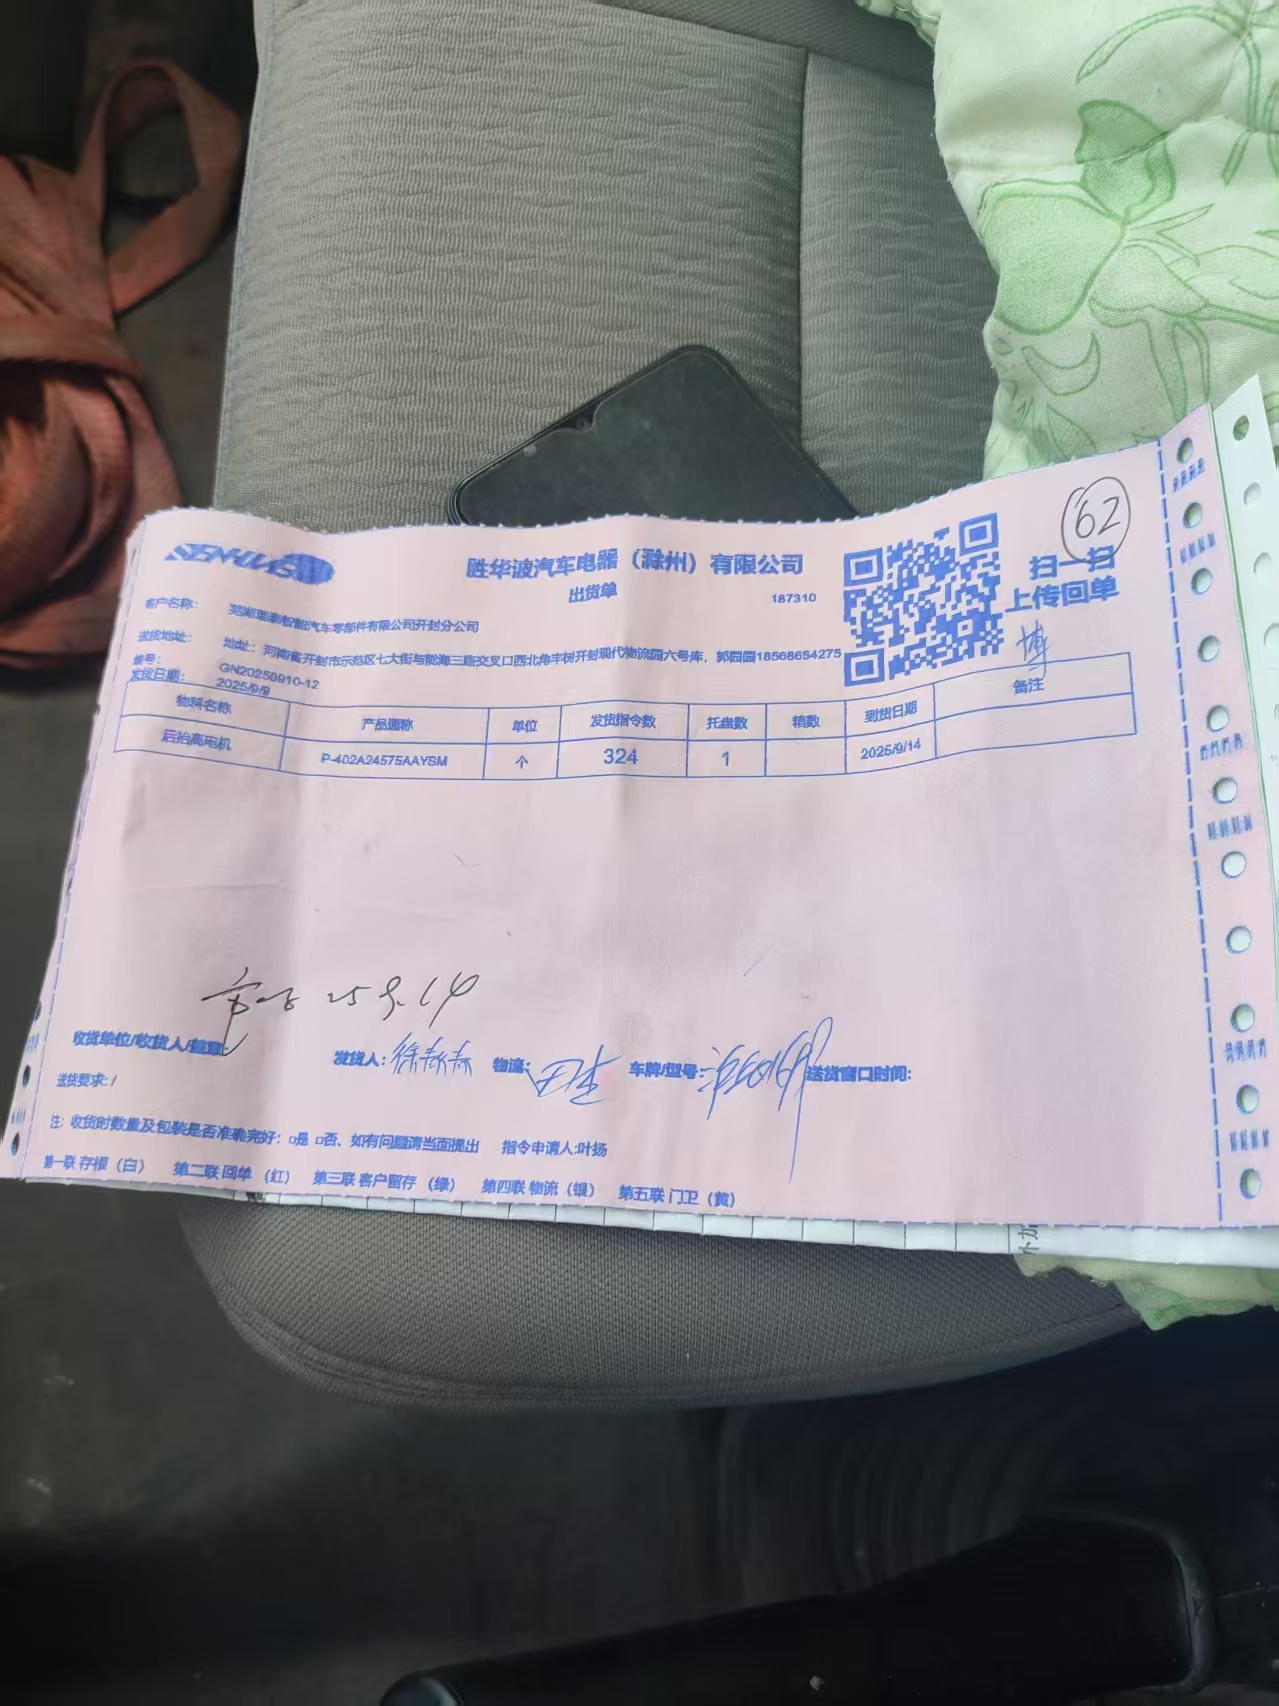 胜华波汽车电器（滁州）有限公司
62
扫一扫
上传回单
出货单
187310
博
客户名称： 芜湖瑞泰智能汽车零部件有限公司开封分公司
送货地址： 地址：河南省开封市示范区七大街与陇海三路交叉口西北角丰树开封现代物流园六号库，郭园园18568654275
编号： GN20250910-12
发货日期： 2025/9/9
物料名称 产品通称 单位 发货指令数 托盘数 箱数 到货日期 备注
后抬高电机 P-402A24575AAYSM 个 324 1 2025/9/14
25 9.14
收货单位/收货人/盖章: 发货人: 物流: 车牌/型号: 送货窗口时间:
送货要求: /
注：收货时数量及包装是否准确完好；□是 □否、如有问题请当面提出 指令申请人:叶扬
第一联 存根（白） 第二联 回单（红） 第三联 客户留存（绿） 第四联 物流（银） 第五联 门卫（黄）